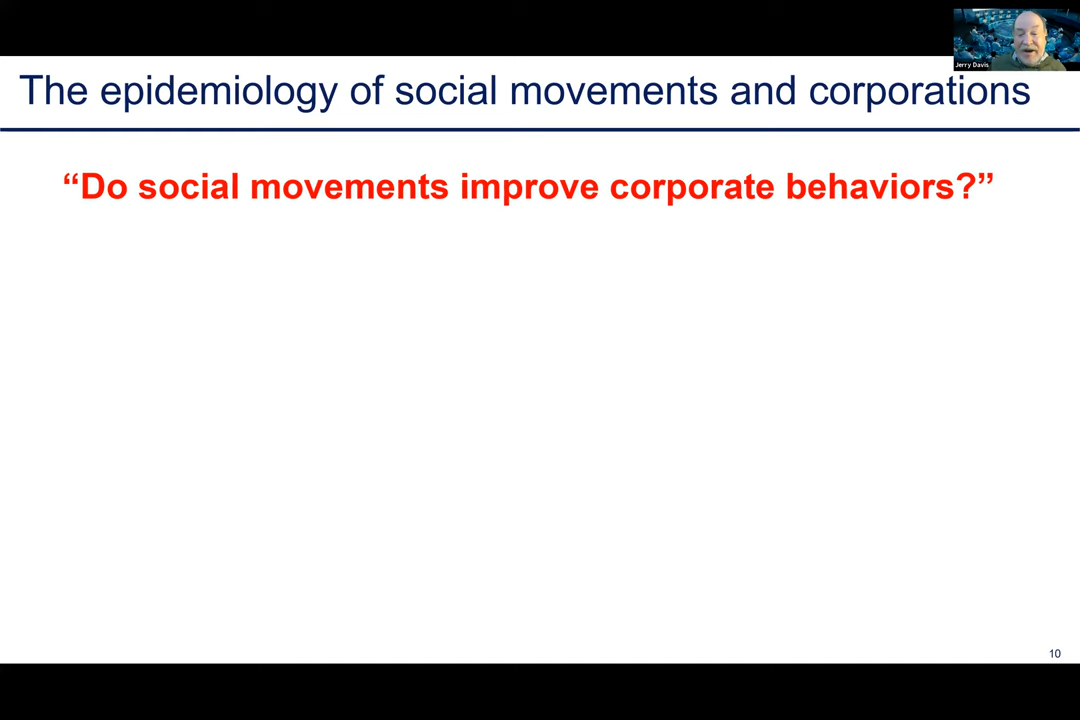 Jerry Davis
The epidemiology of social movements and corporations
“Do social movements improve corporate behaviors?”
10